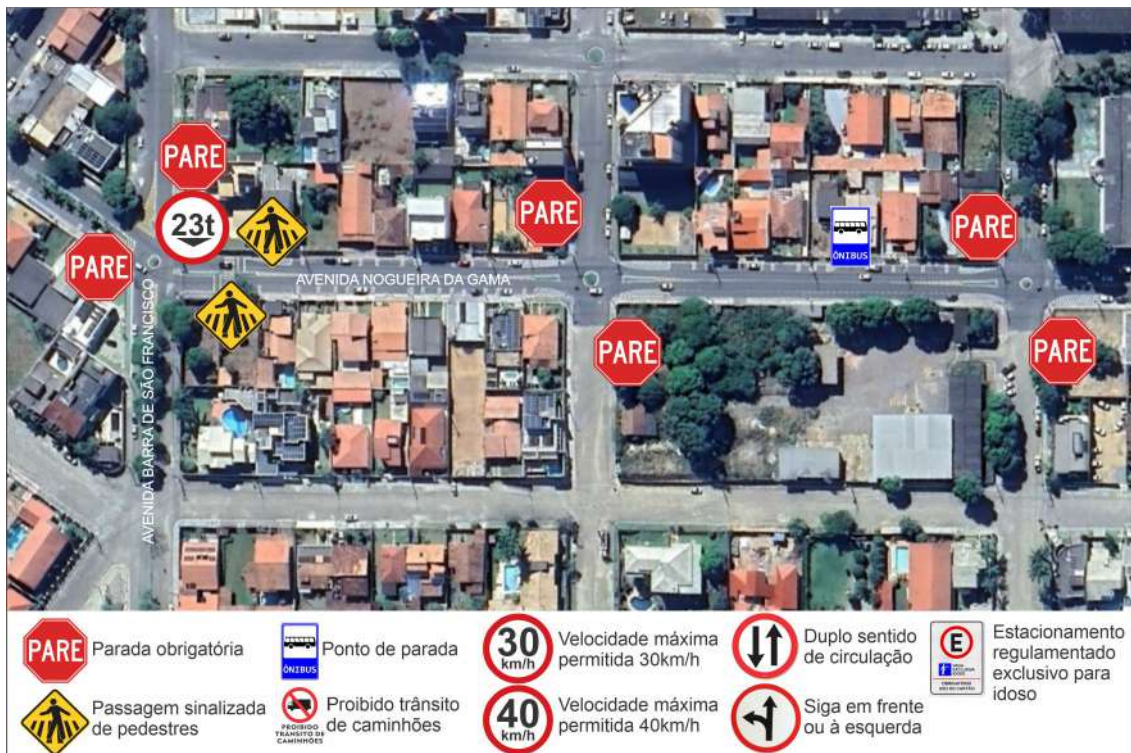 PARE
23t
PARE
PARE
PARE
ÔNIBUS
AVENIDA NOGUEIRA DA GAMA
AVENIDA BARRA DE SÃO FRANCISCO
PARE
PARE
PARE
Parada obrigatória
ÔNIBUS
Ponto de parada
30
km/h
Velocidade máxima
permitida 30km/h
Duplo sentido
de circulação
E
Estacionamento
regulamentado
exclusivo para
idoso
Passagem sinalizada
de pedestres
PROIBIDO
TRÂNSITO DE
CAMINHÕES
Proibido trânsito
de caminhões
40
km/h
Velocidade máxima
permitida 40km/h
Siga em frente
ou à esquerda